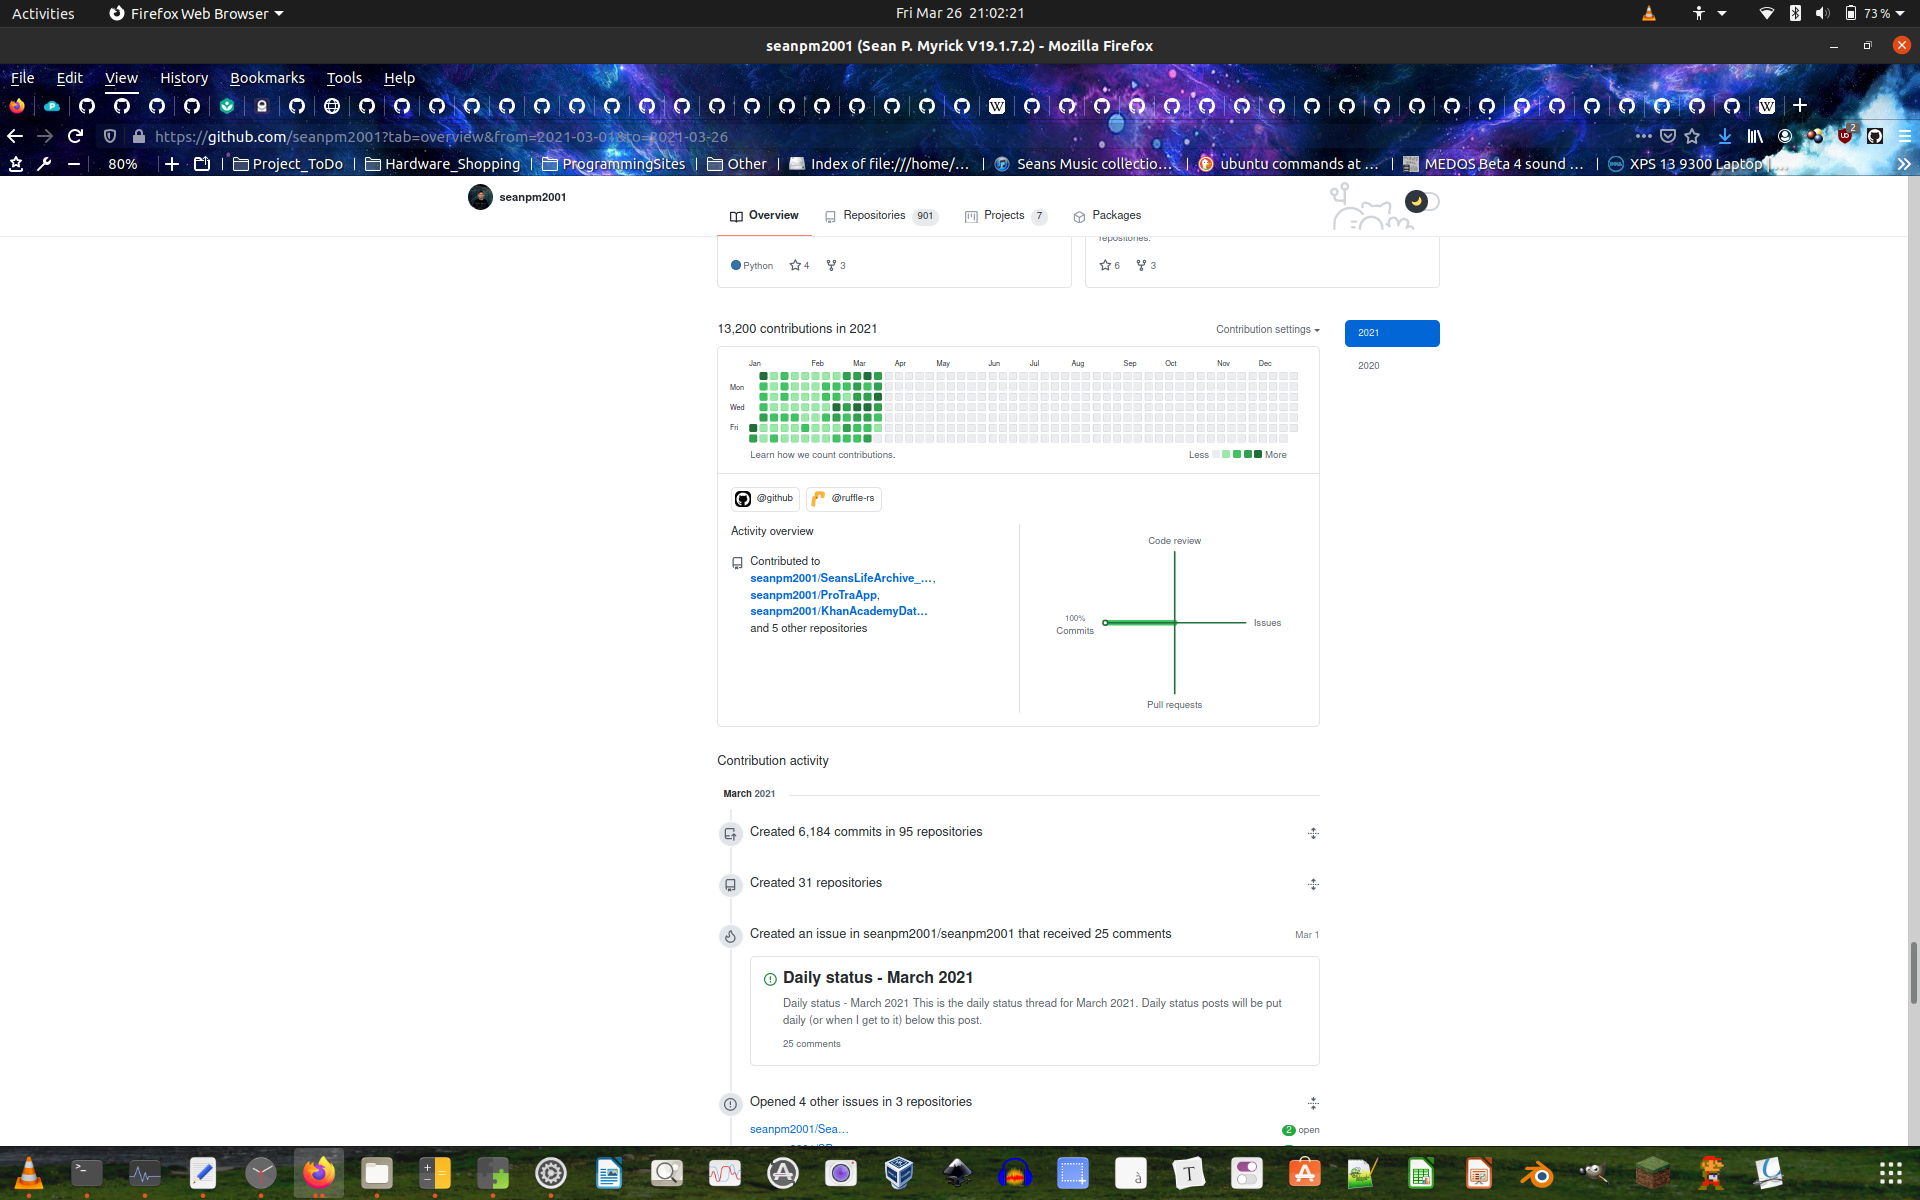 Activities Firefox Web Browser Fri Mar 26 21:02:21 73 %
seanpm2001 (Sean P. Myrick V19.1.7.2) - Mozilla Firefox
File Edit View History Bookmarks Tools Help
https://github.com/seanpm2001?tab=overview&from=2021-03-01&to=2021-03-26
80% Project_ToDo Hardware_Shopping ProgrammingSites Other Index of file:///home/... Seans Music collectio... ubuntu commands at ... MEDOS Beta 4 sound ... XPS 13 9300 Laptop |...
seanpm2001
Overview Repositories 901 Projects 7 Packages
repositories.
Python 4 3 6 3
13,200 contributions in 2021 Contribution settings 2021
2020
Jan Feb Mar Apr May Jun Jul Aug Sep Oct Nov Dec
Mon
Wed
Fri
Learn how we count contributions. Less More
@github @ruffle-rs
Activity overview
Contributed to
seanpm2001/SeansLifeArchive_...,
seanpm2001/ProTraApp,
seanpm2001/KhanAcademyDat...
and 5 other repositories
Code review
100%
Commits
Issues
Pull requests
Contribution activity
March 2021
Created 6,184 commits in 95 repositories
Created 31 repositories
Created an issue in seanpm2001/seanpm2001 that received 25 comments Mar 1
Daily status - March 2021
Daily status - March 2021 This is the daily status thread for March 2021. Daily status posts will be put
daily (or when I get to it) below this post.
25 comments
Opened 4 other issues in 3 repositories
seanpm2001/Sea... 2 open